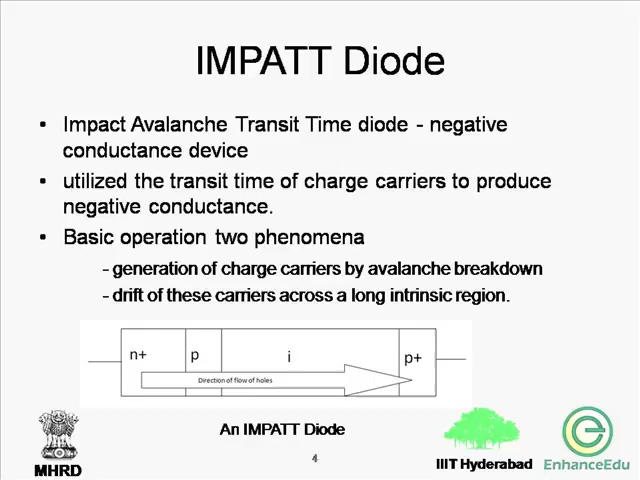 IMPATT Diode
• Impact Avalanche Transit Time diode - negative
conductance device
• utilized the transit time of charge carriers to produce
negative conductance.
• Basic operation two phenomena
- generation of charge carriers by avalanche breakdown
- drift of these carriers across a long intrinsic region.
n+ p i p+
Direction of flow of holes
An IMPATT Diode
MHRD
4
IIIT Hyderabad
EnhanceEdu